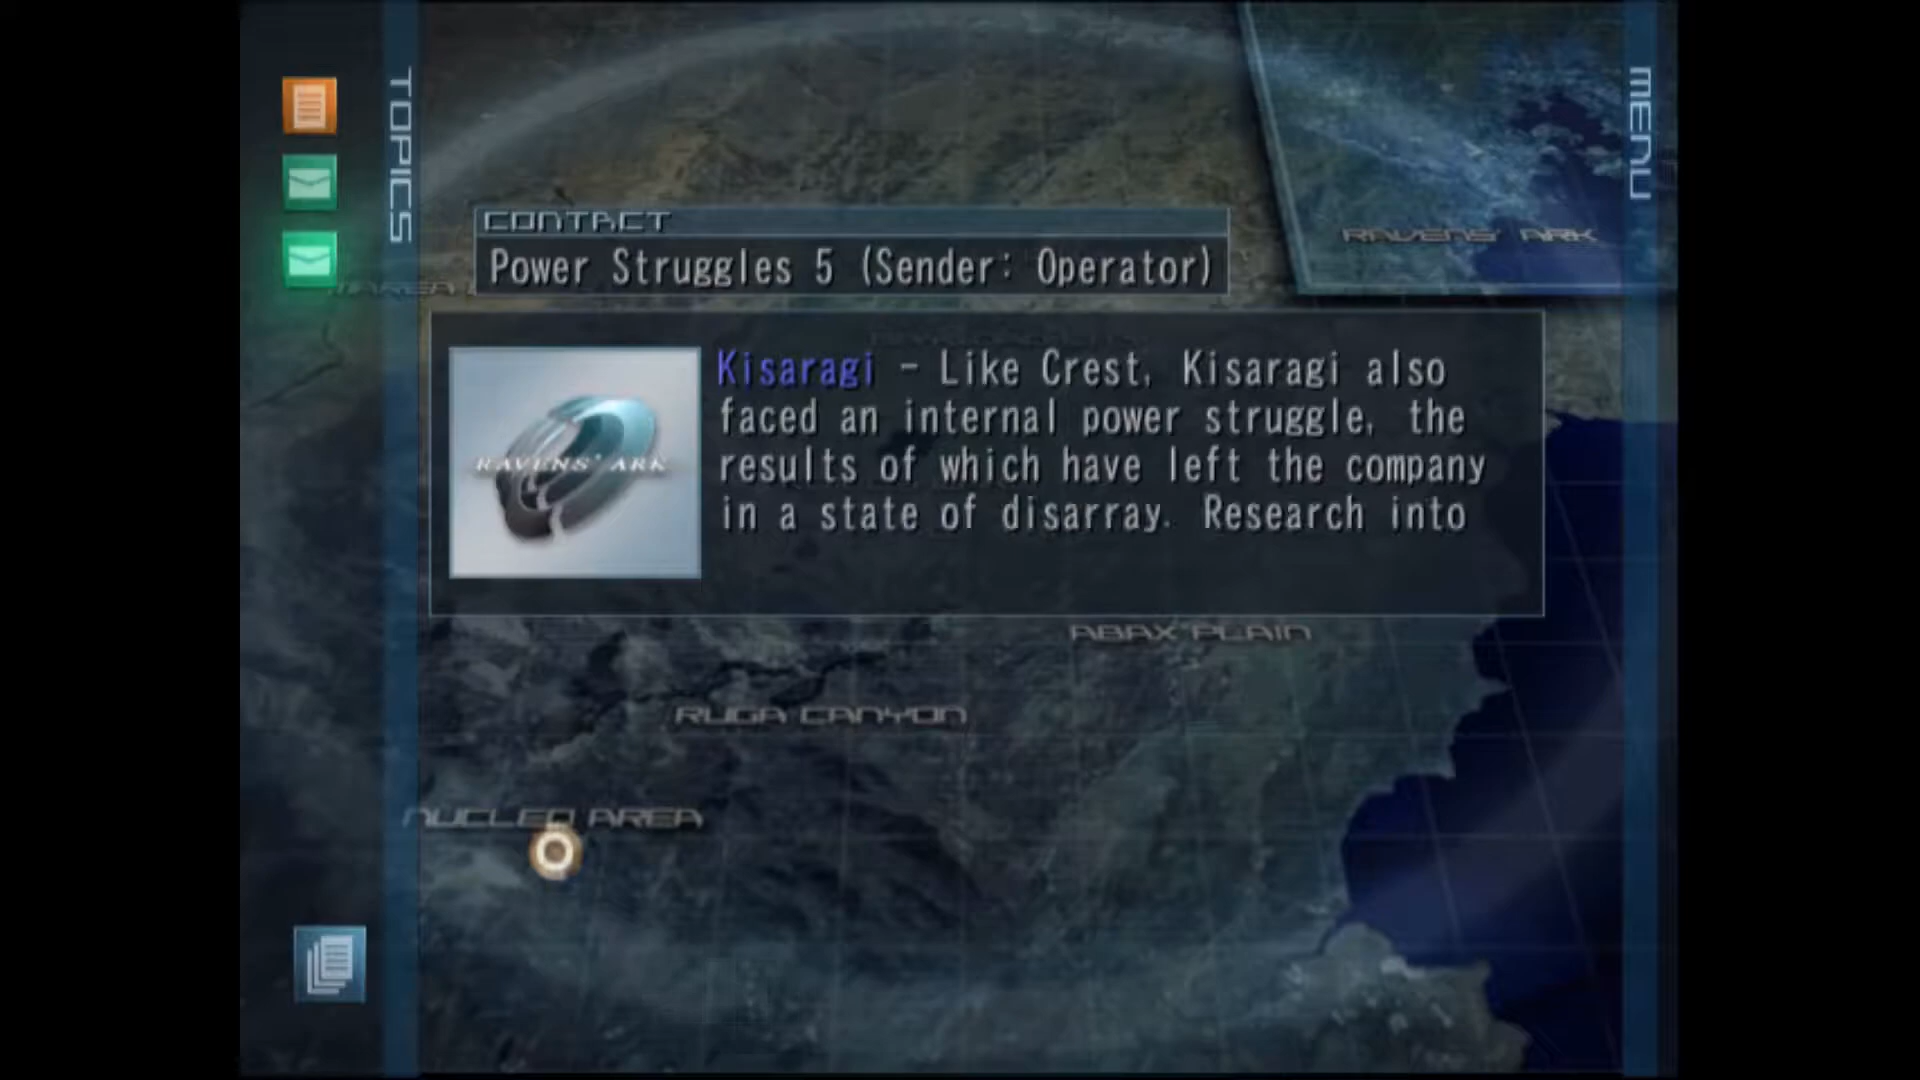 TOPICS
MENU
RAVENS' ARK
CONTACT
Power Struggles 5 (Sender: Operator)
RAVENS' ARK
Kisaragi - Like Crest, Kisaragi also
faced an internal power struggle, the
results of which have left the company
in a state of disarray. Research into
ABAX PLAIN
RUGA CANYON
NUCLEO AREA